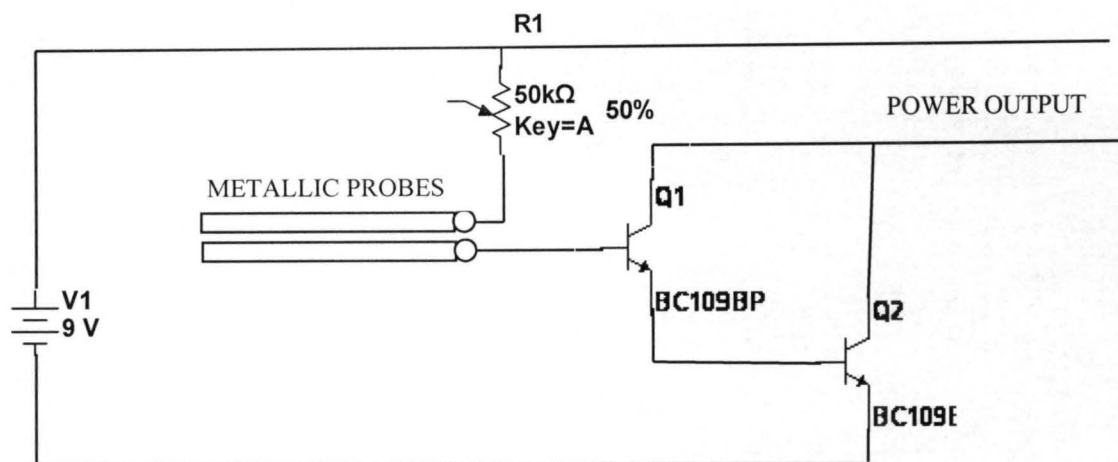 R1
50kΩ
Key=A 50%
POWER OUTPUT
METALLIC PROBES
Q1
BC109BP
V1
9 V
Q2
BC109E